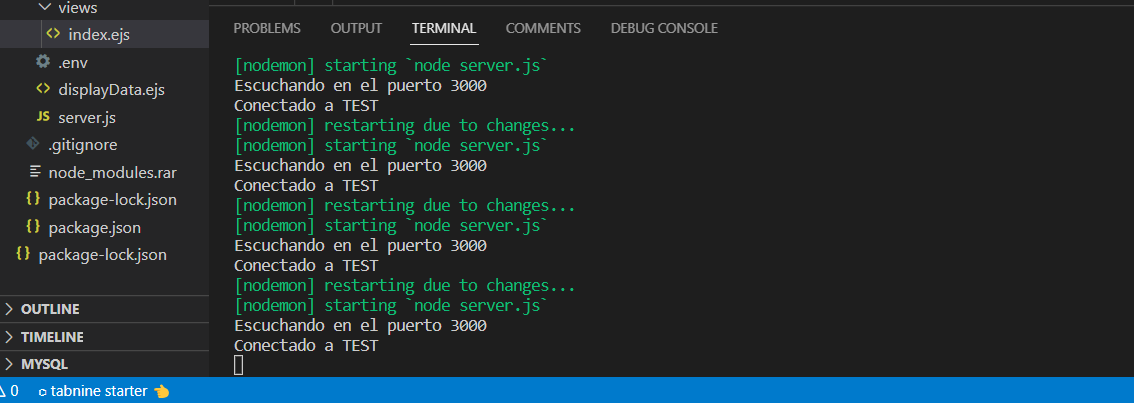 views
index.ejs
.env
displayData.ejs
JS server.js
.gitignore
node_modules.rar
{} package-lock.json
{} package.json
{} package-lock.json
OUTLINE
TIMELINE
MYSQL
PROBLEMS OUTPUT TERMINAL COMMENTS DEBUG CONSOLE
[nodemon] starting `node server.js`
Escuchando en el puerto 3000
Conectado a TEST
[nodemon] restarting due to changes...
[nodemon] starting `node server.js`
Escuchando en el puerto 3000
Conectado a TEST
[nodemon] restarting due to changes...
[nodemon] starting `node server.js`
Escuchando en el puerto 3000
Conectado a TEST
[nodemon] restarting due to changes...
[nodemon] starting `node server.js`
Escuchando en el puerto 3000
Conectado a TEST
0 tabnine starter